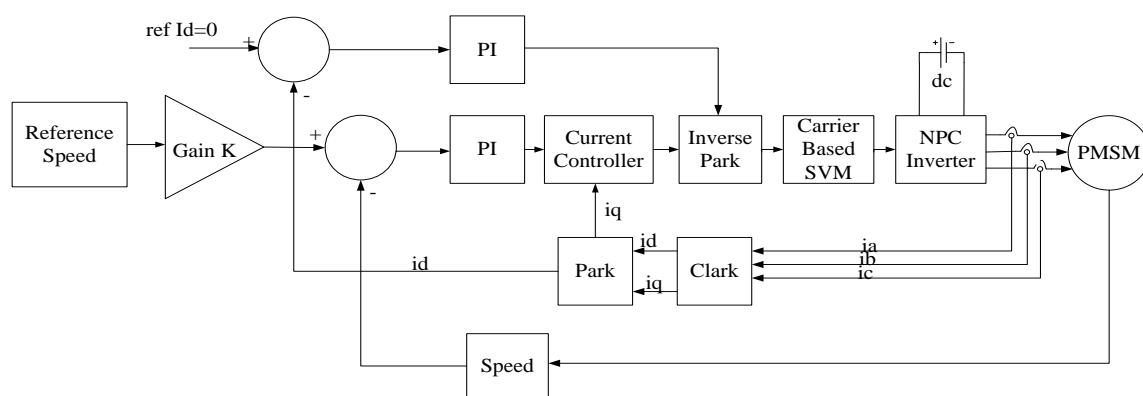 ref Id=0
+
-
PI
+ -
dc
Reference
Speed
Gain K
+
-
PI
Current
Controller
Inverse
Park
Carrier
Based
SVM
NPC
Inverter
PMSM
iq
id
Park
id
iq
Clark
ia
ib
ic
Speed